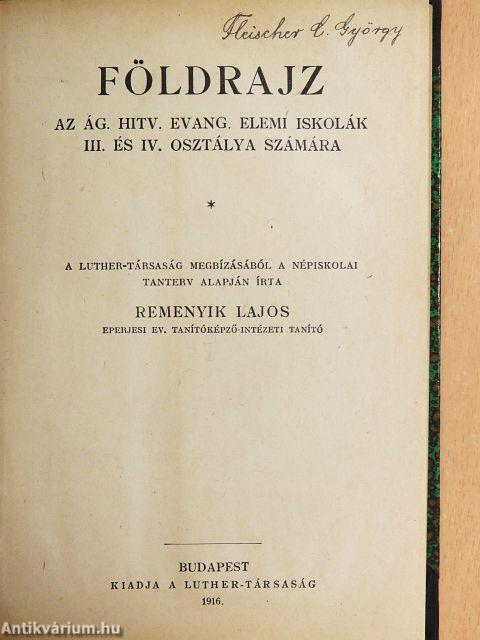 Fleischer E. György
FÖLDRAJZ
AZ ÁG. HITV. EVANG. ELEMI ISKOLÁK
III. ÉS IV. OSZTÁLYA SZÁMÁRA
*
A LUTHER-TÁRSASÁG MEGBÍZÁSÁBÓL A NÉPISKOLAI
TANTERV ALAPJÁN ÍRTA
REMENYIK LAJOS
EPERJESI EV. TANÍTÓKÉPZŐ-INTÉZETI TANÍTÓ
BUDAPEST
KIADJA A LUTHER-TÁRSASÁG
1916.
Antikvárium.hu